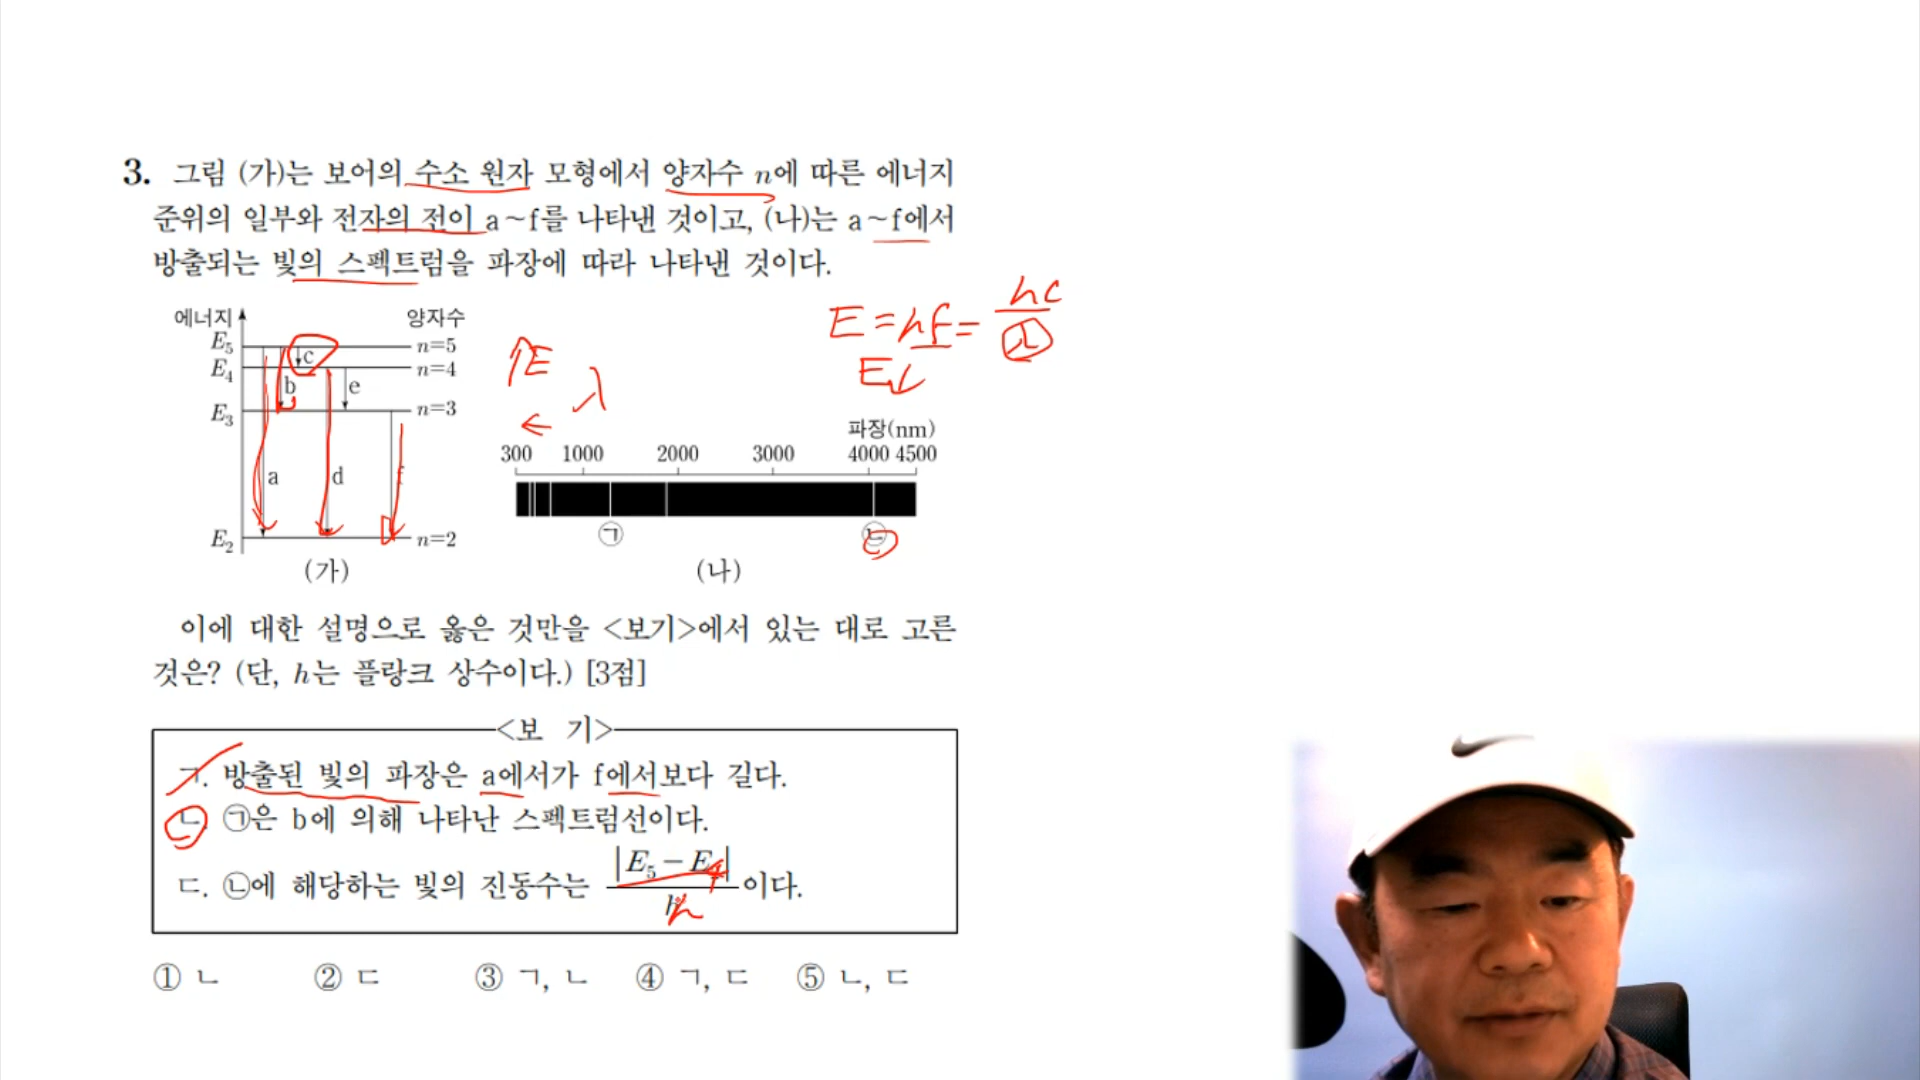 3. 그림 (가)는 보어의 수소 원자 모형에서 양자수 n에 따른 에너지
준위의 일부와 전자의 전이 a~f를 나타낸 것이고, (나)는 a~f에서
방출되는 빛의 스펙트럼을 파장에 따라 나타낸 것이다.
E = hf = hc/λ
E↓
↑E
λ
←
에너지
양자수
E5
n=5
c
E4
n=4
b
e
E3
n=3
a
d
f
E2
n=2
(가)
파장(nm)
300 1000 2000 3000 4000 4500
㉠
㉡
(나)
이에 대한 설명으로 옳은 것만을 <보기>에서 있는 대로 고른
것은? (단, h는 플랑크 상수이다.) [3점]
<보 기>
ㄱ. 방출된 빛의 파장은 a에서가 f에서보다 길다.
ㄴ. ㉠은 b에 의해 나타난 스펙트럼선이다.
ㄷ. ㉡에 해당하는 빛의 진동수는 |E5-E4|/h 이다.
① ㄴ ② ㄷ ③ ㄱ, ㄴ ④ ㄱ, ㄷ ⑤ ㄴ, ㄷ